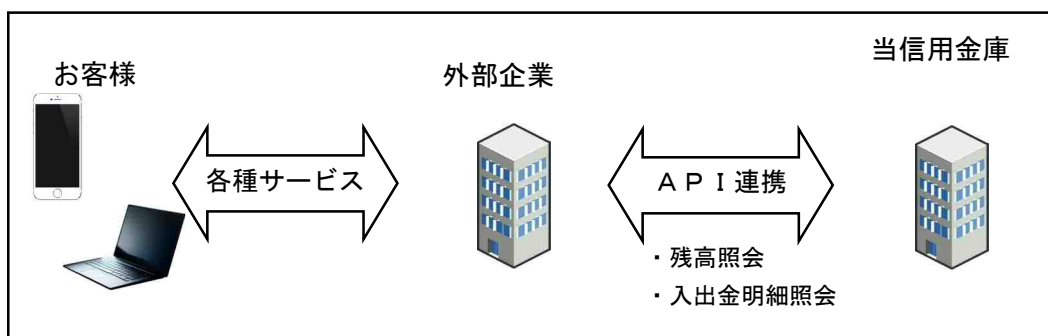 お客様
外部企業
当信用金庫
各種サービス
ＡＰＩ連携
・残高照会
・入出金明細照会